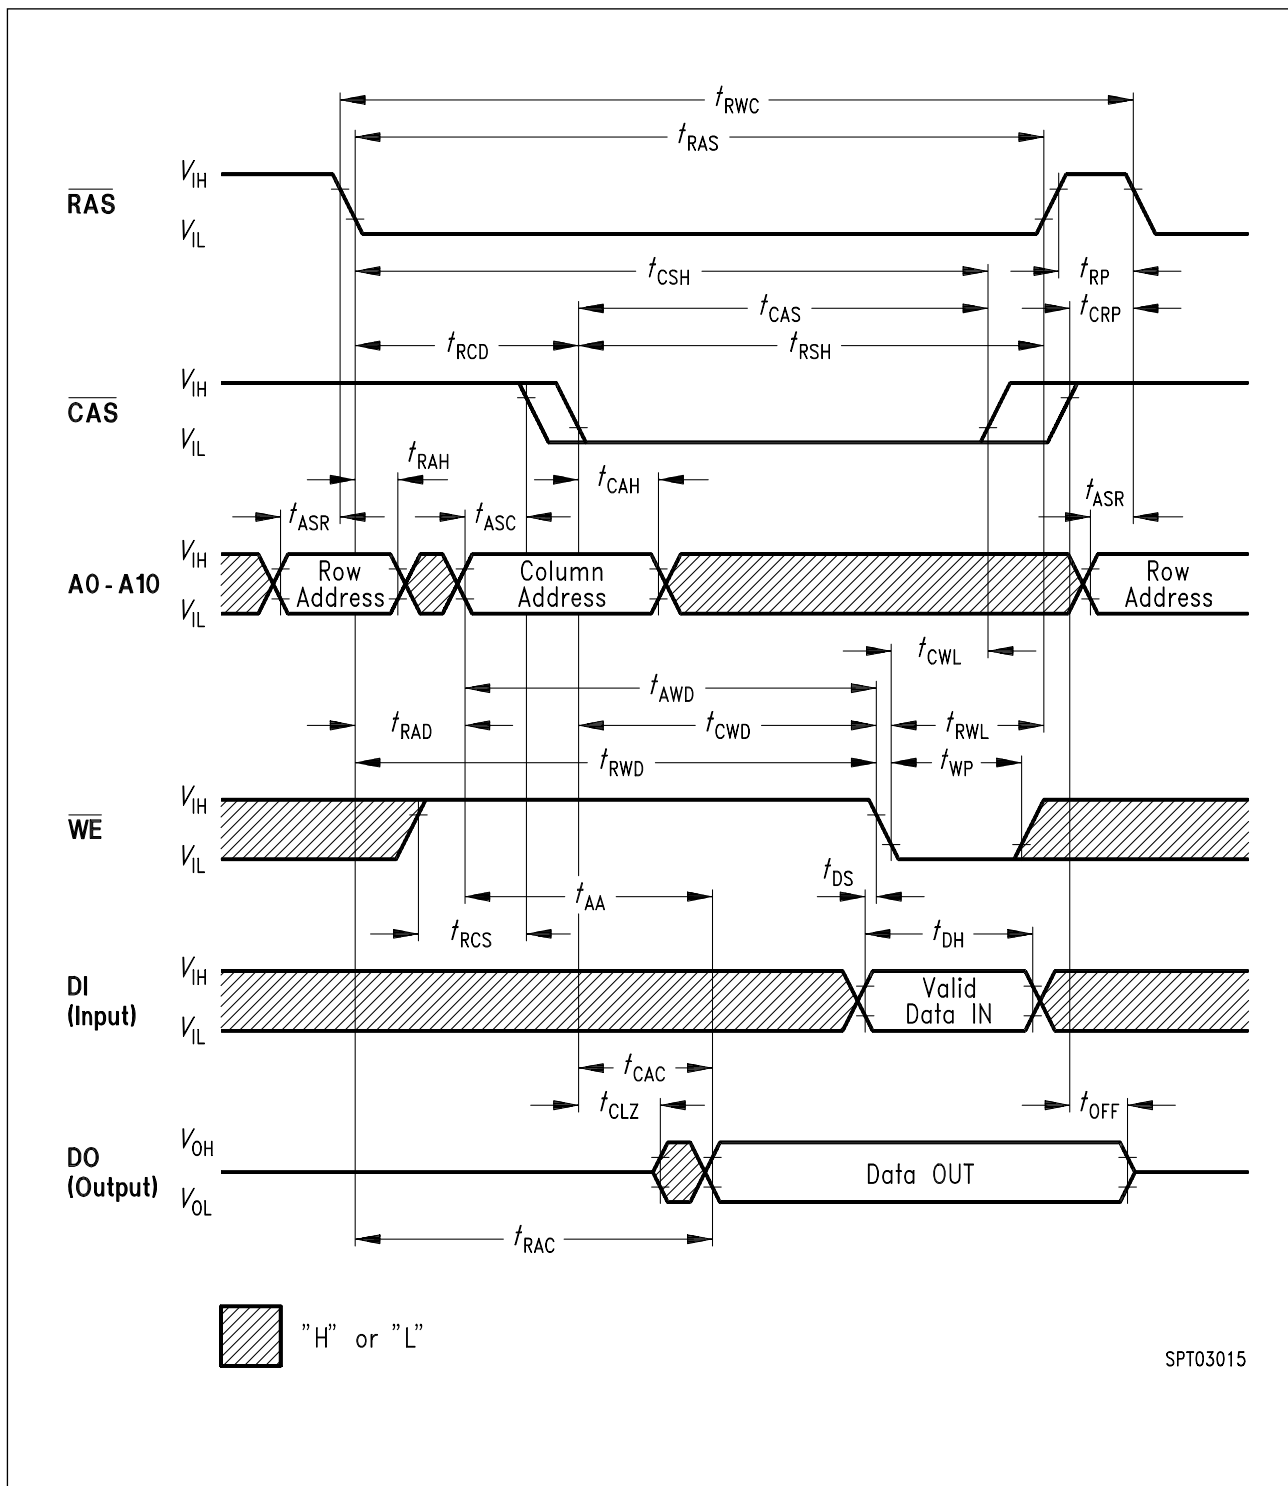 tRWC
tRAS
VIH
RAS
VIL
tCSH
tRP
tCAS
tCRP
tRCD
tRSH
VIH
CAS
VIL
tRAH
tCAH
tASR
tASC
tASR
VIH
A0 - A10
Row
Address
Column
Address
Row
Address
VIL
tCWL
tAWD
tRAD
tCWD
tRWL
tRWD
tWP
VIH
WE
VIL
tDS
tAA
tRCS
tDH
VIH
DI
(Input)
Valid
Data IN
VIL
tCAC
tCLZ
tOFF
VOH
DO
(Output)
Data OUT
VOL
tRAC
"H" or "L"
SPT03015